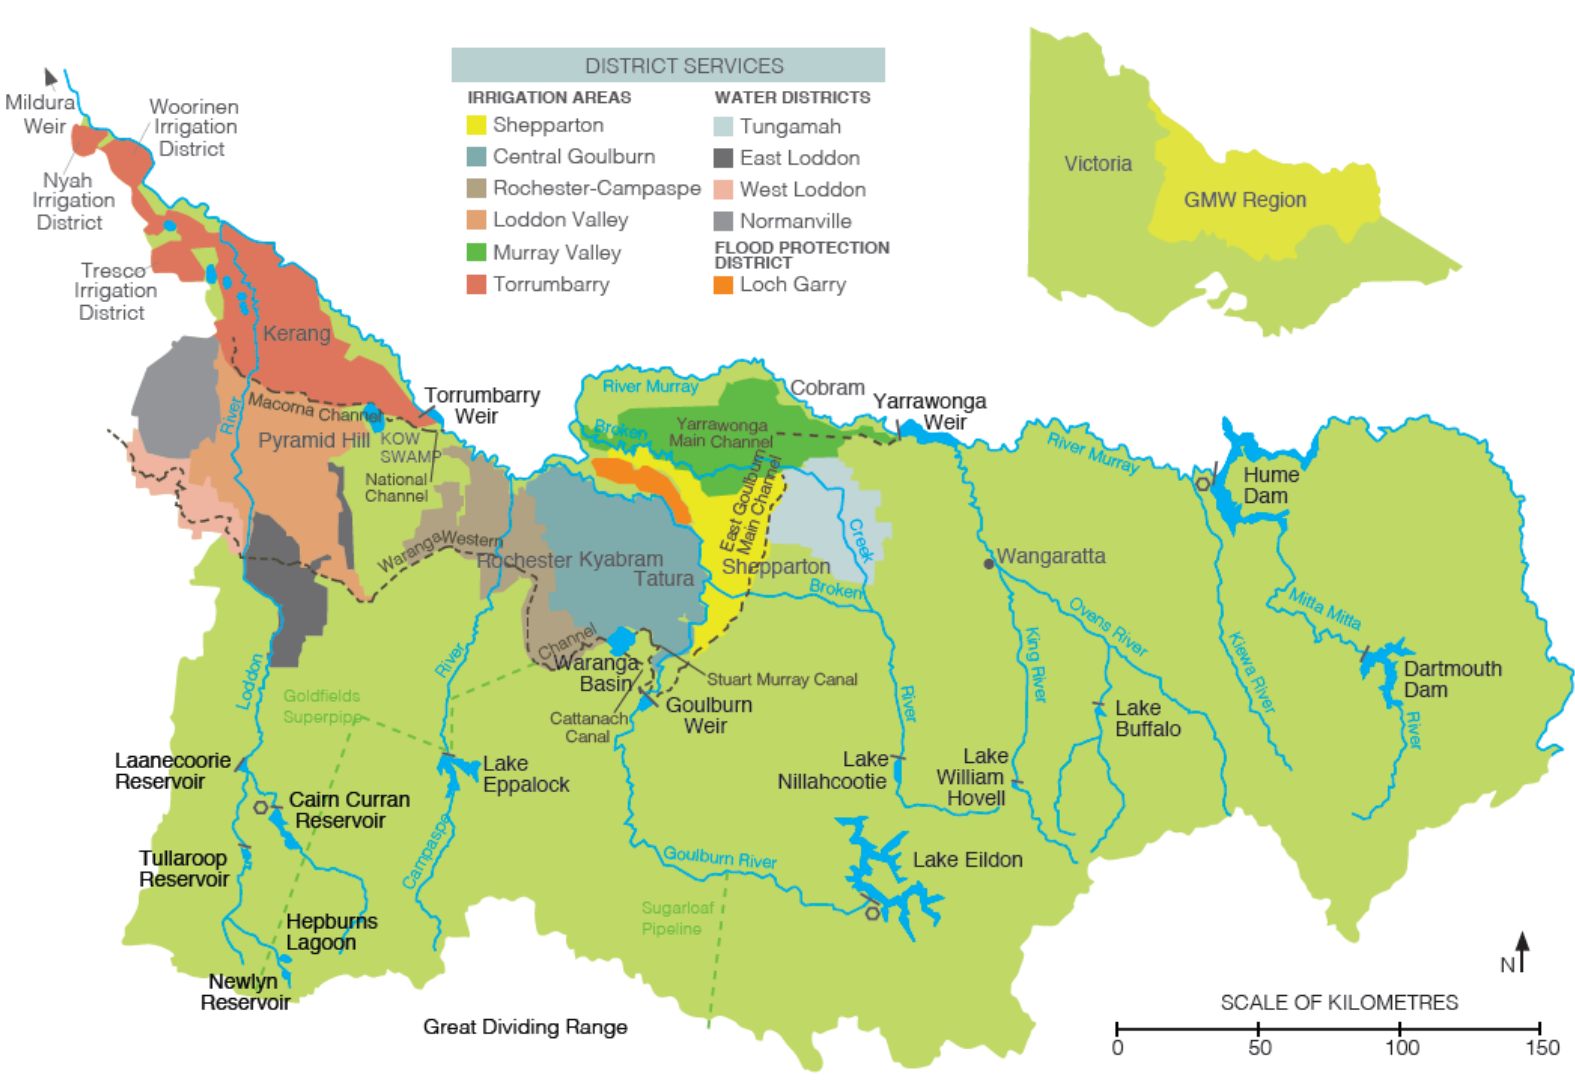 DISTRICT SERVICES
IRRIGATION AREAS
Shepparton
Central Goulburn
Rochester-Campaspe
Loddon Valley
Murray Valley
Torrumbarry
WATER DISTRICTS
Tungamah
East Loddon
West Loddon
Normanville
FLOOD PROTECTION
DISTRICT
Loch Garry
Victoria
GMW Region
Mildura
Weir
Woorinen
Irrigation
District
Nyah
Irrigation
District
Tresco
Irrigation
District
Kerang
Torrumbarry
Weir
River
Macorna Channel
Pyramid Hill
KOW
SWAMP
National
Channel
River Murray
Cobram
Yarrawonga
Weir
Broken
Yarrawonga
Main Channel
East Goulburn
Main Channel
River Murray
Hume
Dam
Creek
Waranga
Western
Rochester
Kyabram
Tatura
Shepparton
Broken
Wangaratta
Ovens River
Mitta Mitta
King River
Kiewa River
Channel
Waranga
Basin
Stuart Murray Canal
Cattanach
Canal
Goulburn
Weir
River
Loddon
Goldfields
Superpipe
River
Lake
Buffalo
Dartmouth
Dam
River
Laanecoorie
Reservoir
Lake
Eppalock
Lake
Nillahcootie
Lake
William
Hovell
Cairn Curran
Reservoir
Tullaroop
Reservoir
Campaspe
Goulburn River
Lake Eildon
Hepburns
Lagoon
Sugarloaf
Pipeline
Newlyn
Reservoir
Great Dividing Range
N
SCALE OF KILOMETRES
0 50 100 150